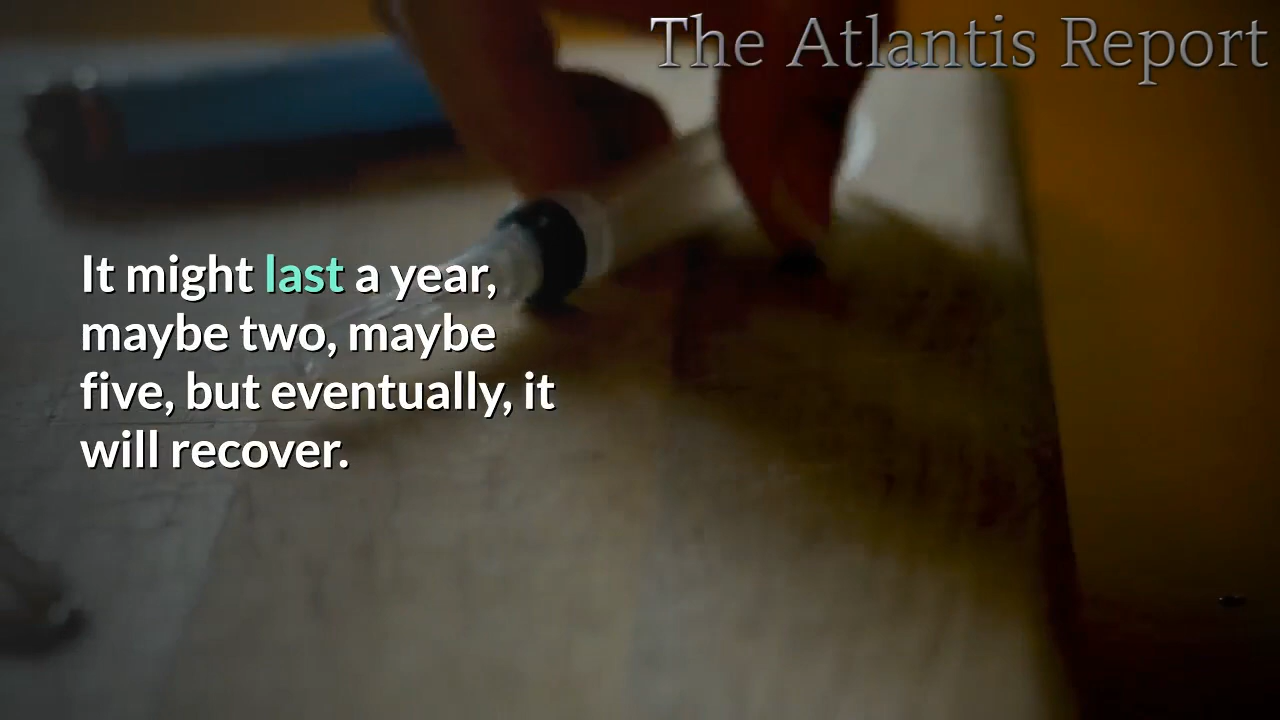 The Atlantis Report
It might last a year,
maybe two, maybe
five, but eventually, it
will recover.